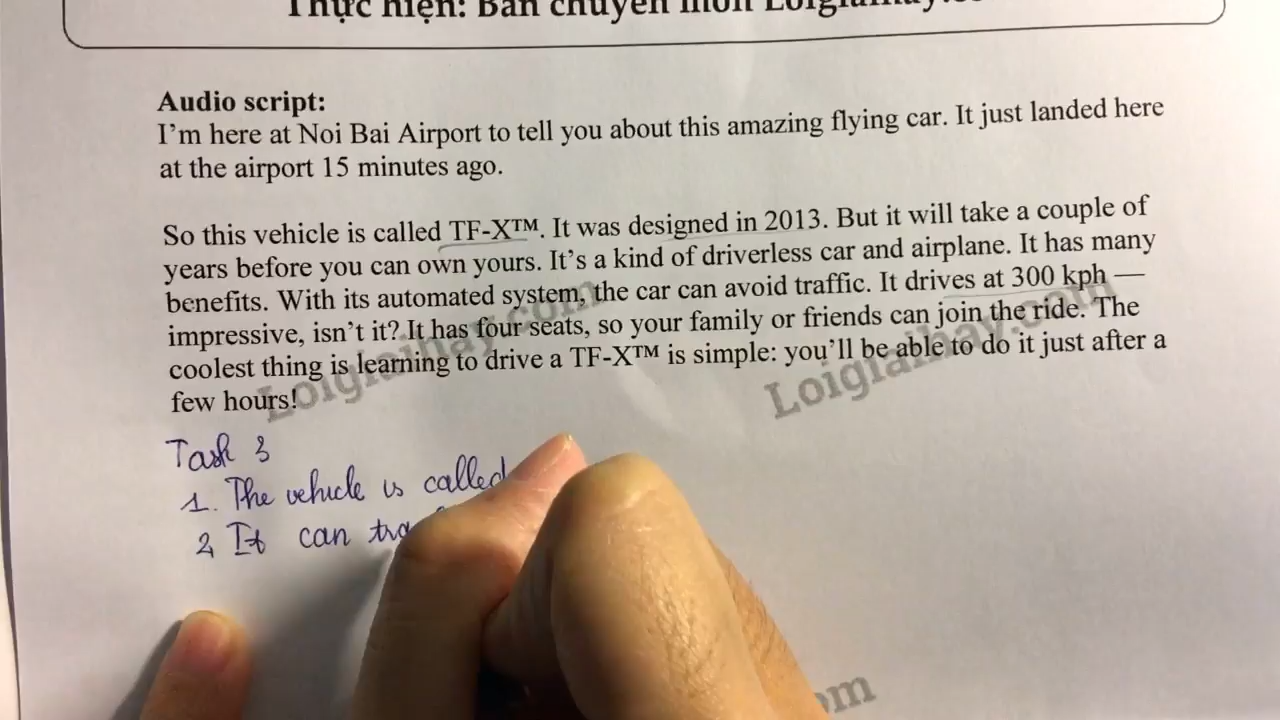 Thực hiện: Ban chuyên môn
Audio script:
I'm here at Noi Bai Airport to tell you about this amazing flying car. It just landed here
at the airport 15 minutes ago.
So this vehicle is called TF-X™. It was designed in 2013. But it will take a couple of
years before you can own yours. It's a kind of driverless car and airplane. It has many
benefits. With its automated system, the car can avoid traffic. It drives at 300 kph —
impressive, isn't it? It has four seats, so your family or friends can join the ride. The
coolest thing is learning to drive a TF-X™ is simple: you'll be able to do it just after a
few hours!
Loigiaihay.com
Loigiaihay.com
Task 3
1. The vehicle is called
2, It can